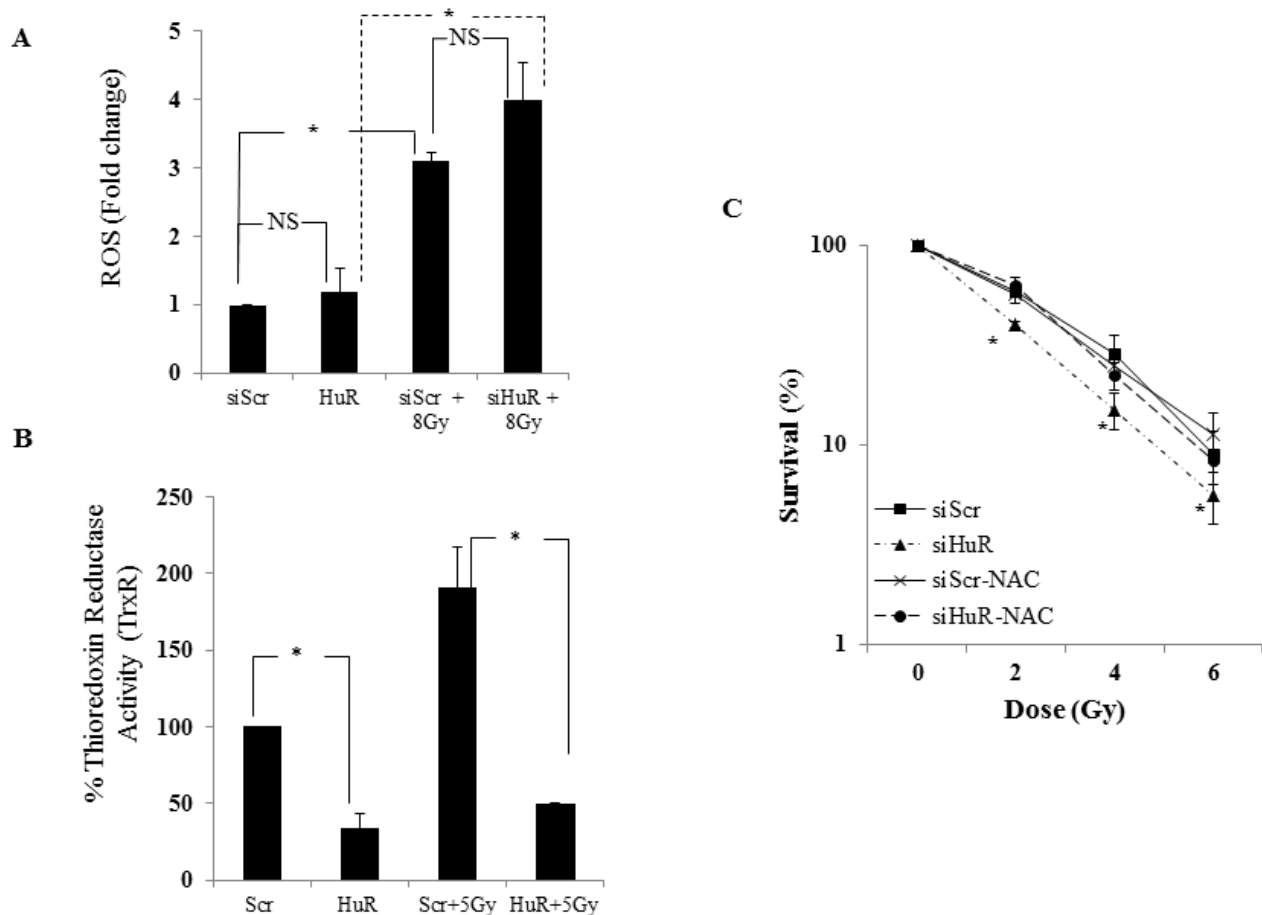 A
ROS (Fold change)
5
4
3
2
1
0
*
NS
*
NS
siScr HuR siScr + 8Gy siHuR + 8Gy
B
% Thioredoxin Reductase
Activity (TrxR)
250
200
150
100
50
0
*
*
Scr HuR Scr+5Gy HuR+5Gy
C
Survival (%)
100
10
1
*
*
*
siScr
siHuR
siScr-NAC
siHuR-NAC
0 2 4 6
Dose (Gy)